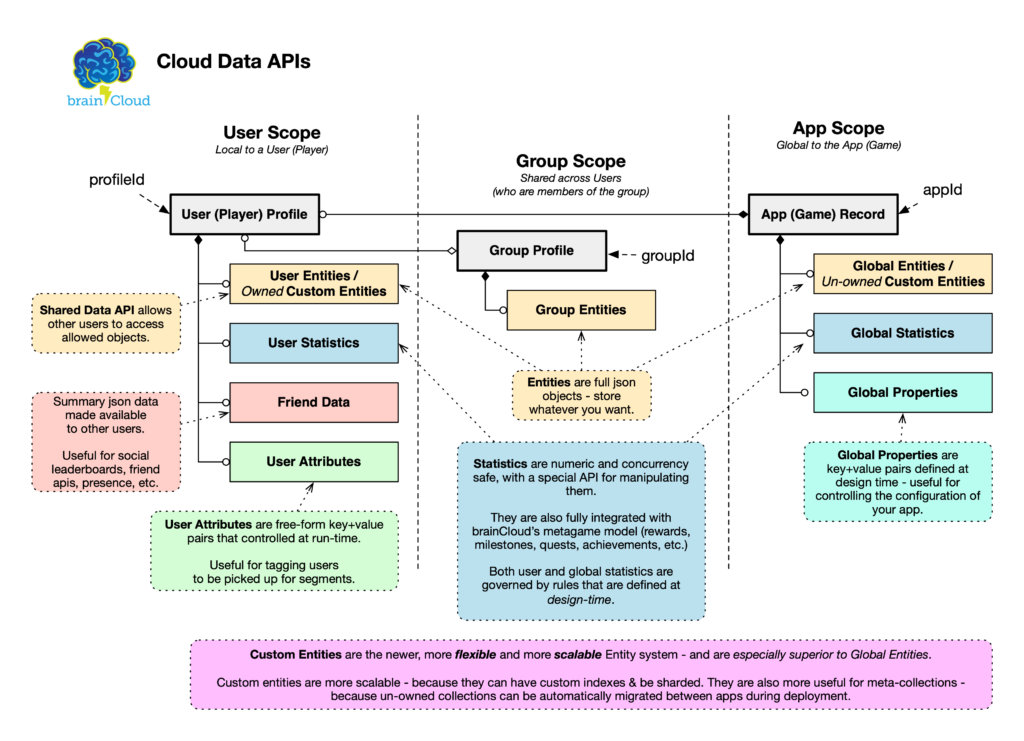 Cloud Data APIs
brainCloud
User Scope
Local to a User (Player)
Group Scope
Shared across Users
(who are members of the group)
App Scope
Global to the App (Game)
profileId
User (Player) Profile
App (Game) Record
appId
Group Profile
groupId
User Entities /
Owned Custom Entities
Group Entities
Global Entities /
Un-owned Custom Entities
Shared Data API allows
other users to access
allowed objects.
User Statistics
Global Statistics
Entities are full json
objects - store
whatever you want.
Friend Data
Global Properties
Summary json data
made available
to other users.
Useful for social
leaderboards, friend
apis, presence, etc.
User Attributes
User Attributes are free-form key+value
pairs that controlled at run-time.
Useful for tagging users
to be picked up for segments.
Statistics are numeric and concurrency
safe, with a special API for manipulating
them.
They are also fully integrated with
brainCloud's metagame model (rewards,
milestones, quests, achievements, etc.)
Both user and global statistics are
governed by rules that are defined at
design-time.
Global Properties are
key+value pairs defined at
design time - useful for
controlling the configuration of
your app.
Custom Entities are the newer, more flexible and more scalable Entity system - and are especially superior to Global Entities.
Custom entities are more scalable - because they can have custom indexes & be sharded. They are also more useful for meta-collections -
because un-owned collections can be automatically migrated between apps during deployment.